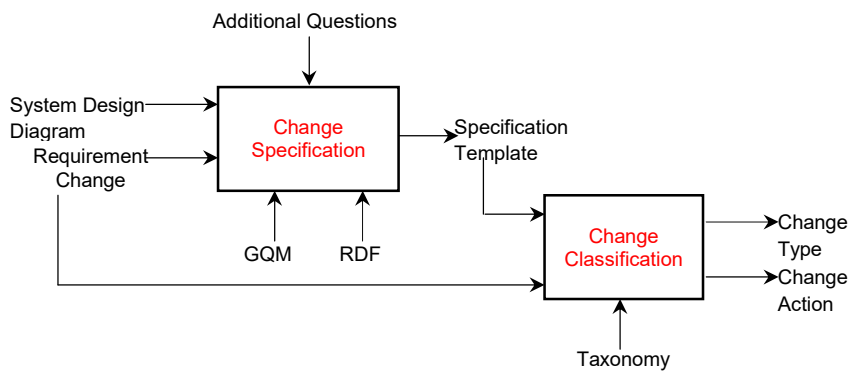 Additional Questions
System Design
Diagram
Requirement
Change
Change
Specification
Specification
Template
GQM
RDF
Change
Classification
Change
Type
Change
Action
Taxonomy